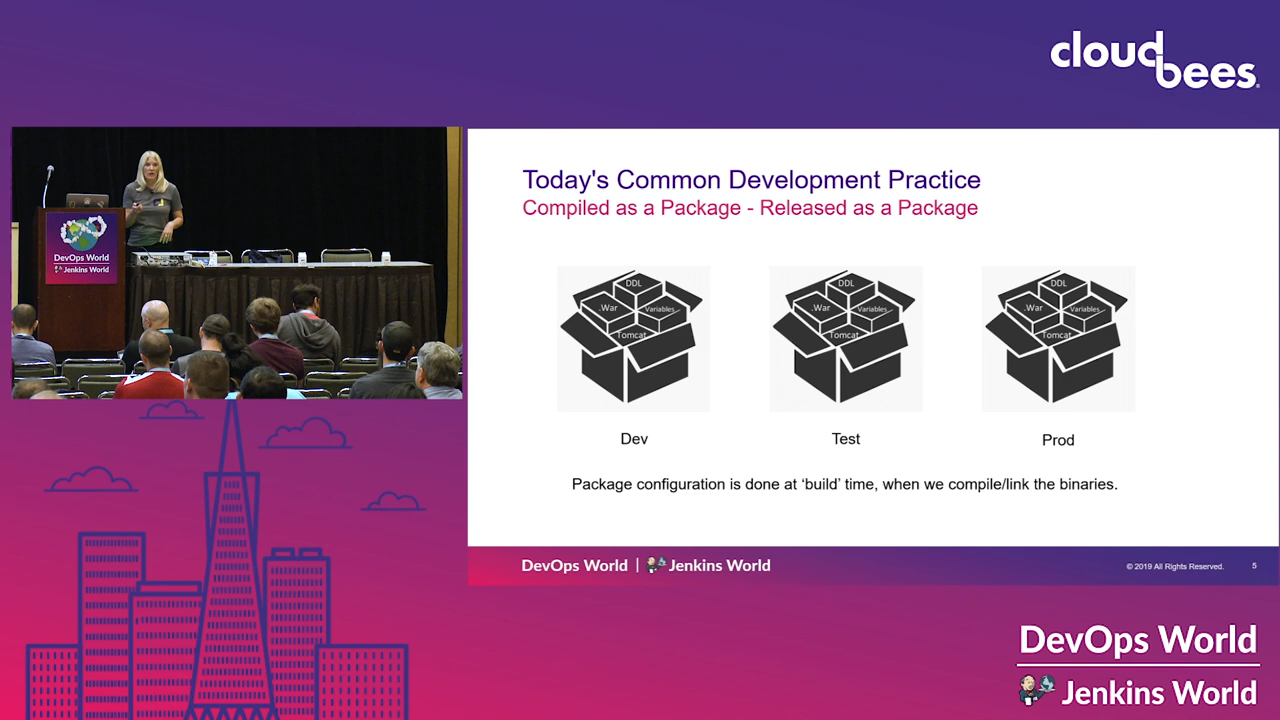 cloudbees®
DevOps World
Jenkins World
Today's Common Development Practice
Compiled as a Package - Released as a Package
DDL
.War
Variables
Tomcat
DDL
.War
Variables
Tomcat
DDL
.War
Variables
Tomcat
Dev
Test
Prod
Package configuration is done at ‘build’ time, when we compile/link the binaries.
DevOps World | Jenkins World
© 2019 All Rights Reserved.
5
DevOps World
Jenkins World